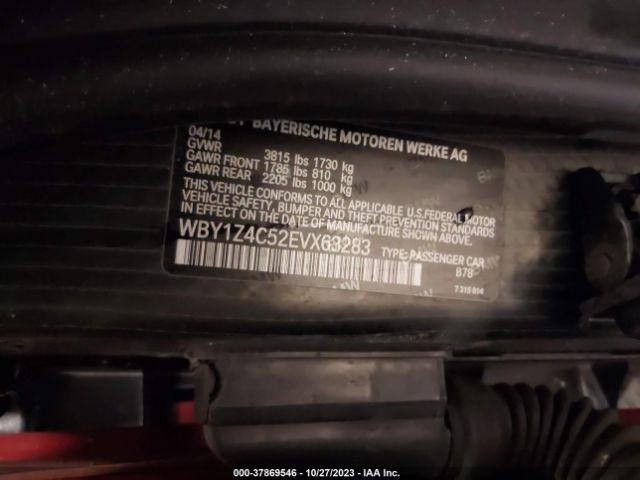 BY BAYERISCHE MOTOREN WERKE AG
04/14
GVWR 3815 lbs 1730 kg
GAWR FRONT 1785 lbs 810 kg
GAWR REAR 2205 lbs 1000 kg
THIS VEHICLE CONFORMS TO ALL APPLICABLE U.S.FEDERAL MOTOR
VEHICLE SAFETY, BUMPER, AND THEFT PREVENTION STANDARDS
IN EFFECT ON THE DATE OF MANUFACTURE SHOWN ABOVE.
WBY1Z4C52EVX63283
TYPE: PASSENGER CAR
B78
7 315 814
000-37869546 | 10/27/2023 | IAA Inc.